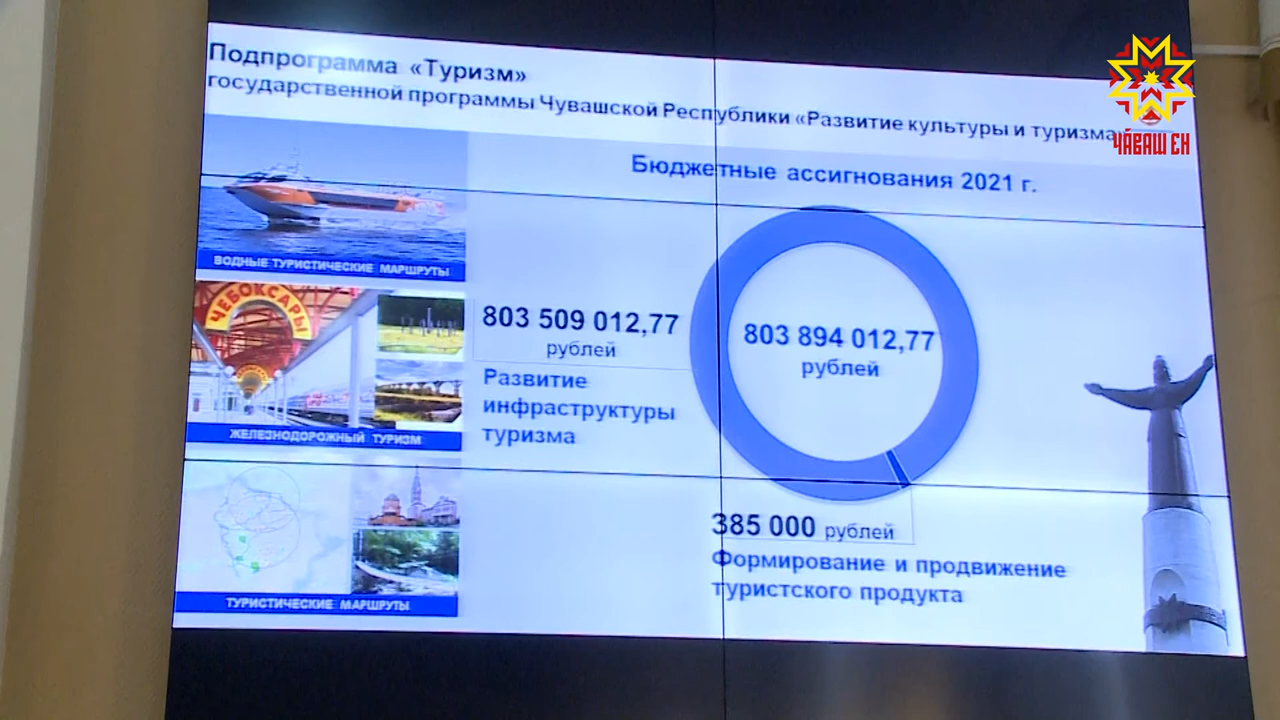 Подпрограмма «Туризм»
государственной программы Чувашской Республики «Развитие культуры и туризма»
ЧӐВАШ ЕН
Бюджетные ассигнования 2021 г.
ВОДНЫЕ ТУРИСТИЧЕСКИЕ МАРШРУТЫ
ЧЕБОКСАРЫ
ЖЕЛЕЗНОДОРОЖНЫЙ ТУРИЗМ
ТУРИСТИЧЕСКИЕ МАРШРУТЫ
803 509 012,77
рублей
Развитие
инфраструктуры
туризма
803 894 012,77
рублей
385 000 рублей
Формирование и продвижение
туристского продукта